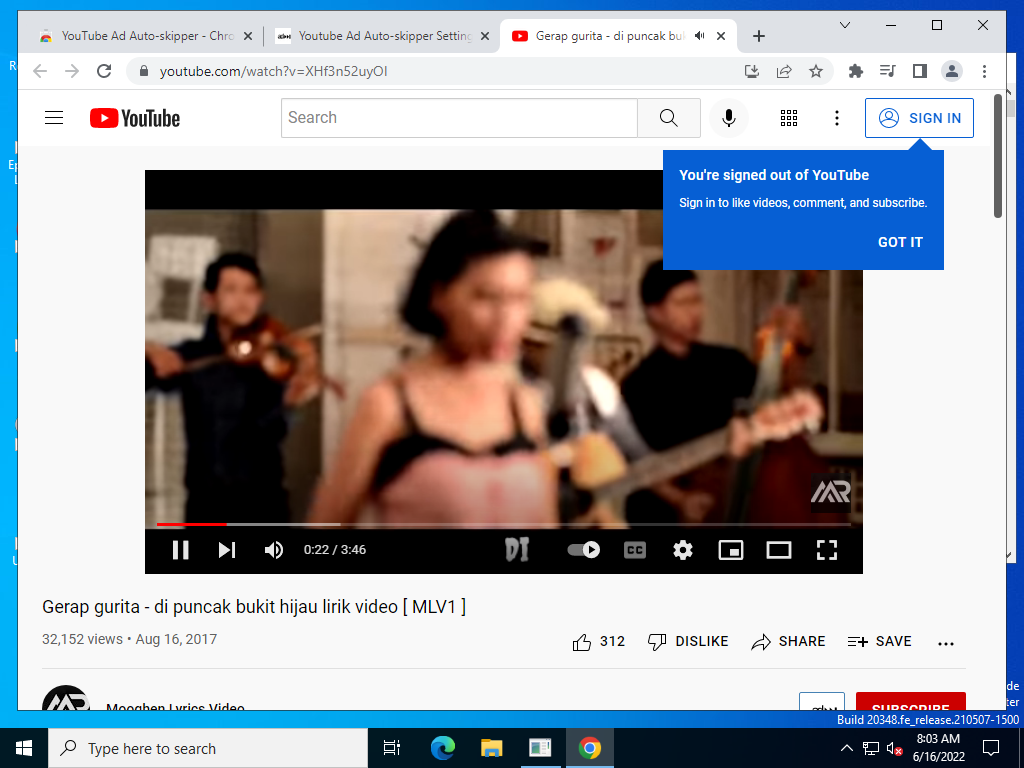 YouTube Ad Auto-skipper - Chro
Youtube Ad Auto-skipper Setting
Gerap gurita - di puncak buk
youtube.com/watch?v=XHf3n52uyOI
YouTube
Search
SIGN IN
You're signed out of YouTube
Sign in to like videos, comment, and subscribe.
GOT IT
MR
0:22 / 3:46
DI
CC
Gerap gurita - di puncak bukit hijau lirik video [ MLV1 ]
32,152 views • Aug 16, 2017
312
DISLIKE
SHARE
SAVE
Mooghen Lyrics Video
SUBSCRIBE
Build 20348.fe_release.210507-1500
Type here to search
8:03 AM
6/16/2022